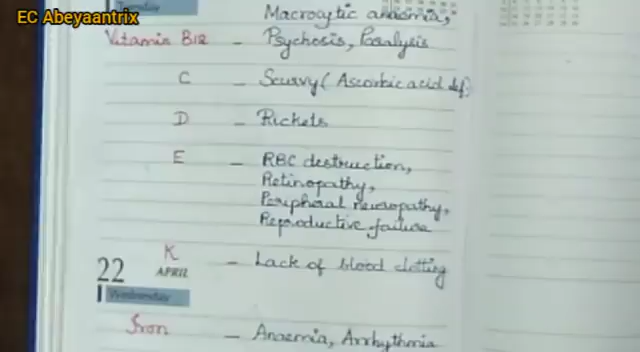 EC Abeyaantrix
Macrocytic anaemia,
Vitamin B12 – Psychosis, Paralysis
C – Scurvy (Ascorbic acid def)
D – Rickets
E – RBC destruction,
Retinopathy,
Peripheral neuropathy,
Reproductive failure
K – Lack of blood clotting
22 APRIL
Wednesday
Iron – Anaemia, Arrhythmia